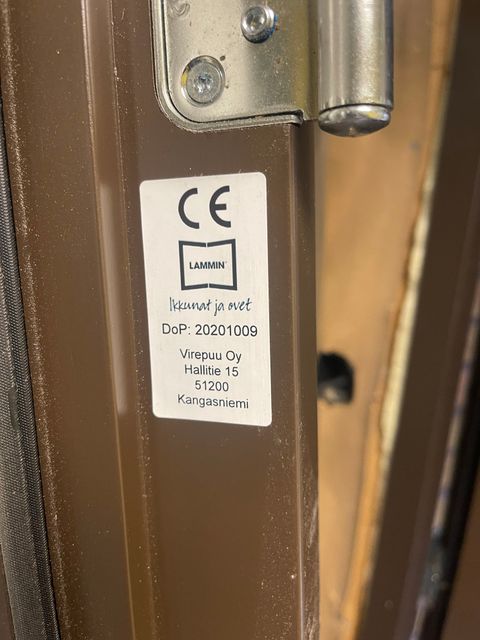 CE
LAMMIN
Ikkunat ja ovet
DoP: 20201009
Virepuu Oy
Hallitie 15
51200
Kangasniemi